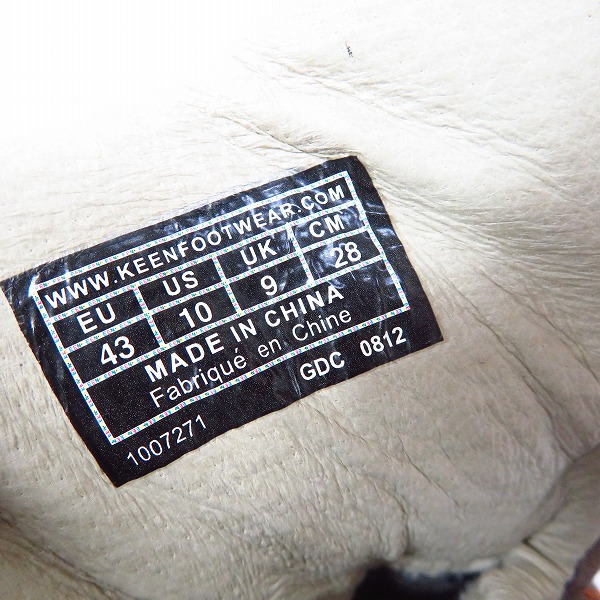 WWW.KEENFOOTWEAR.COM
EU US UK CM
43 10 9 28
MADE IN CHINA
Fabriqué en Chine
GDC 0812
1007271